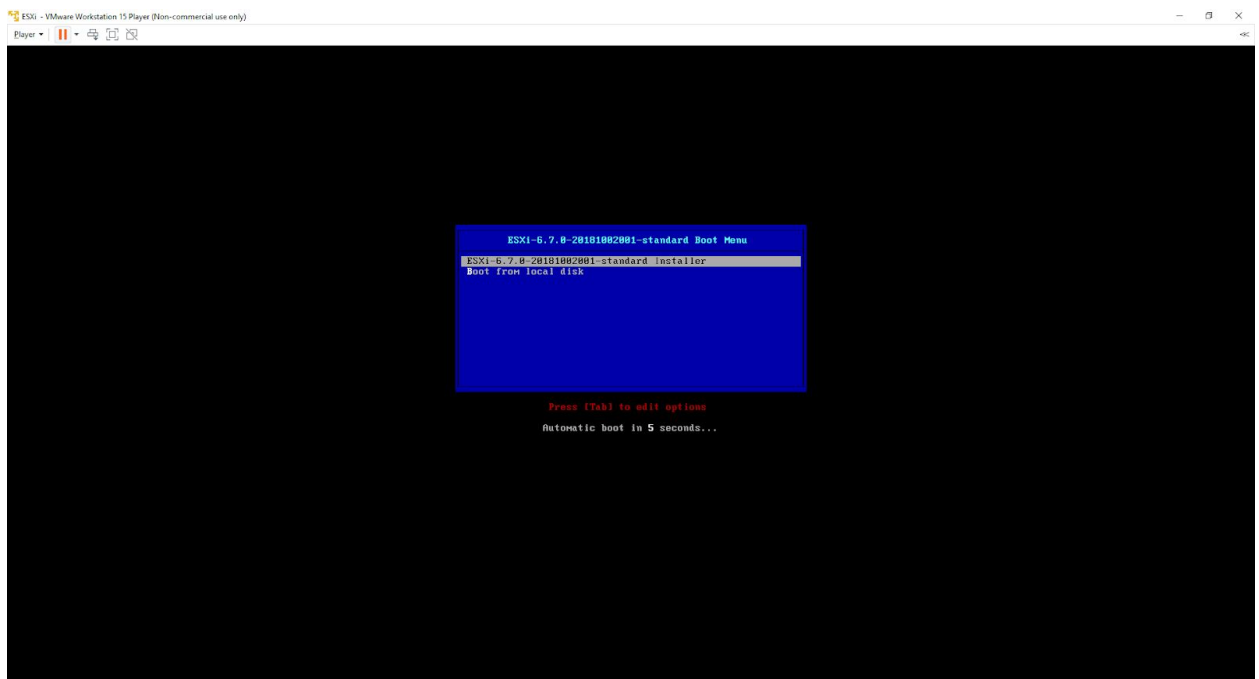 ESXi - VMware Workstation 15 Player (Non-commercial use only)
Player
ESXi-6.7.0-20181002001-standard Boot Menu
ESXi-6.7.0-20181002001-standard Installer
Boot from local disk
Press [Tab] to edit options
Automatic boot in 5 seconds...